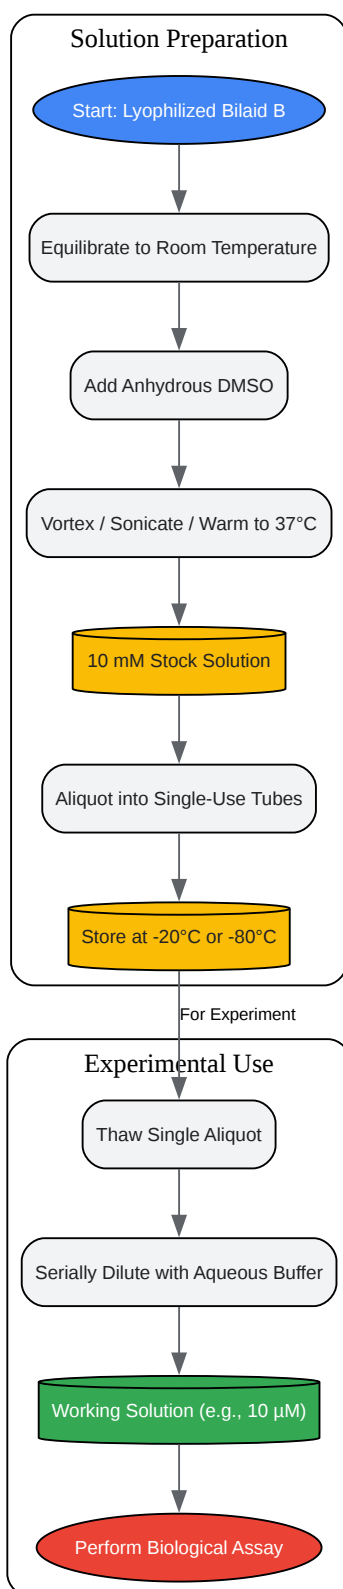 Solution Preparation
Start: Lyophilized Bilaid B
Equilibrate to Room Temperature
Add Anhydrous DMSO
Vortex / Sonicate / Warm to 37°C
10 mM Stock Solution
Aliquot into Single-Use Tubes
Store at -20°C or -80°C
For Experiment
Experimental Use
Thaw Single Aliquot
Serially Dilute with Aqueous Buffer
Working Solution (e.g., 10 µM)
Perform Biological Assay